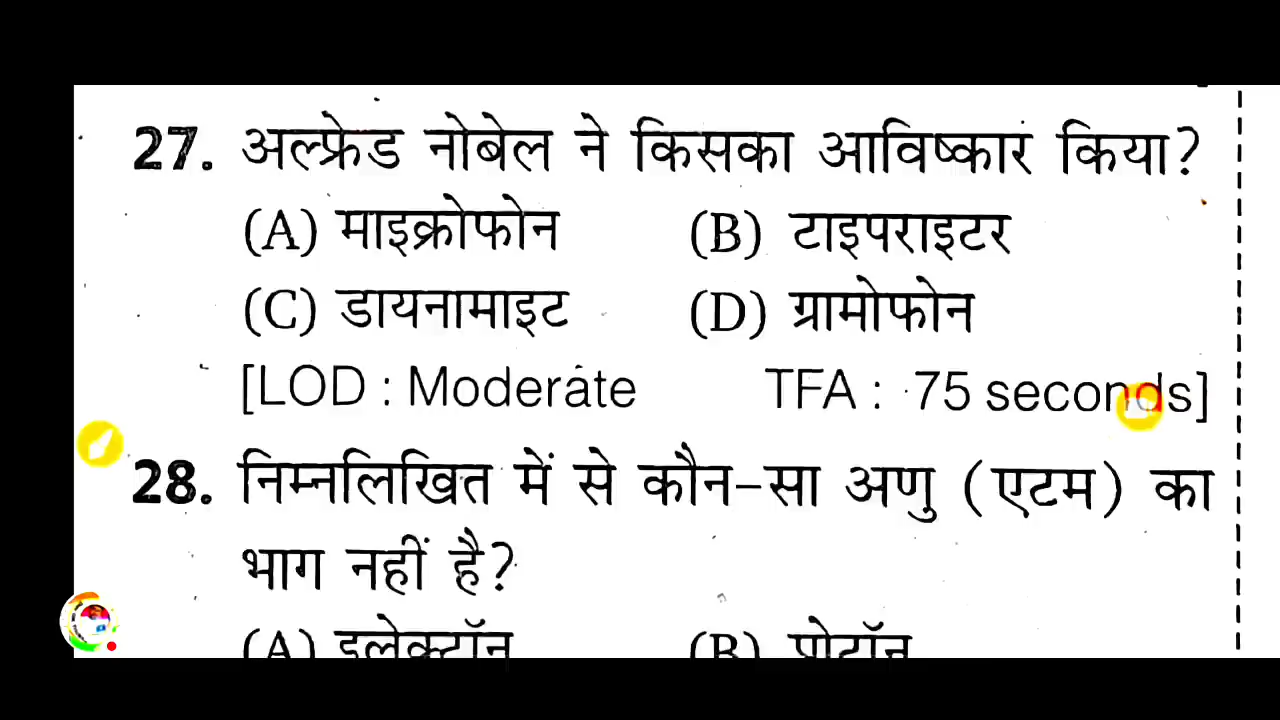 27. अल्फ्रेड नोबेल ने किसका आविष्कार किया?
(A) माइक्रोफोन (B) टाइपराइटर
(C) डायनामाइट (D) ग्रामोफोन
[LOD : Moderate TFA : 75 seconds]
28. निम्नलिखित में से कौन-सा अणु (एटम) का
भाग नहीं है?
(A) इलेक्ट्रॉन (B) प्रोटॉन